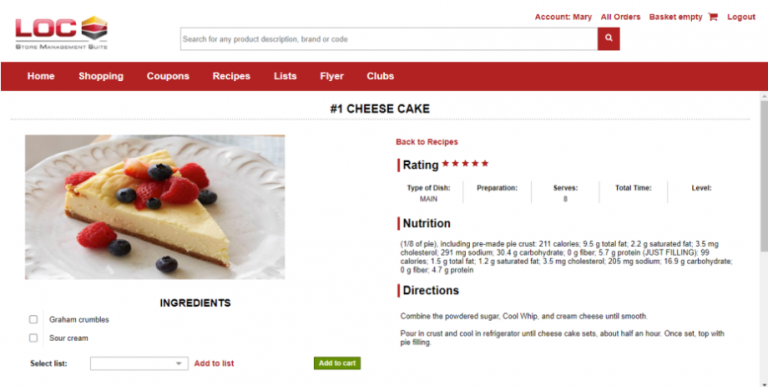 LOC
STORE MANAGEMENT SUITE
Account: Mary All Orders Basket empty Logout
Search for any product description, brand or code
Home Shopping Coupons Recipes Lists Flyer Clubs
#1 CHEESE CAKE
Back to Recipes
Rating
Type of Dish: Preparation: Serves: Total Time: Level:
MAIN 8
Nutrition
(1/8 of pie), including pre-made pie crust: 211 calories; 9.5 g total fat; 2.2 g saturated fat; 3.5 mg
cholesterol; 291 mg sodium; 30.4 g carbohydrate; 0 g fiber; 5.7 g protein (JUST FILLING): 99
calories; 1.5 g total fat; 1.2 g saturated fat; 3.5 mg cholesterol; 205 mg sodium; 16.9 g carbohydrate;
0 g fiber; 4.7 g protein
Directions
Combine the powdered sugar, Cool Whip, and cream cheese until smooth.
Pour in crust and cool in refrigerator until cheese cake sets, about half an hour. Once set, top with
pie filling.
INGREDIENTS
Graham crumbles
Sour cream
Select list: Add to list Add to cart